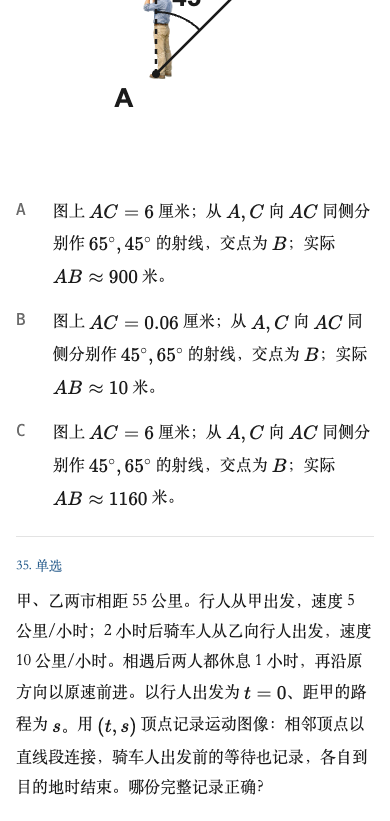 45°
A
A 图上 AC = 6 厘米；从 A, C 向 AC 同侧分
别作 65°, 45° 的射线，交点为 B；实际
AB ≈ 900 米。
B 图上 AC = 0.06 厘米；从 A, C 向 AC 同
侧分别作 45°, 65° 的射线，交点为 B；实际
AB ≈ 10 米。
C 图上 AC = 6 厘米；从 A, C 向 AC 同侧分
别作 45°, 65° 的射线，交点为 B；实际
AB ≈ 1160 米。
35. 单选
甲、乙两市相距 55 公里。行人从甲出发，速度 5
公里/小时；2 小时后骑车人从乙向行人出发，速度
10 公里/小时。相遇后两人都休息 1 小时，再沿原
方向以原速前进。以行人出发为 t = 0、距甲的路
程为 s。用 (t, s) 顶点记录运动图像：相邻顶点以
直线段连接，骑车人出发前的等待也记录，各自到
目的地时结束。哪份完整记录正确？